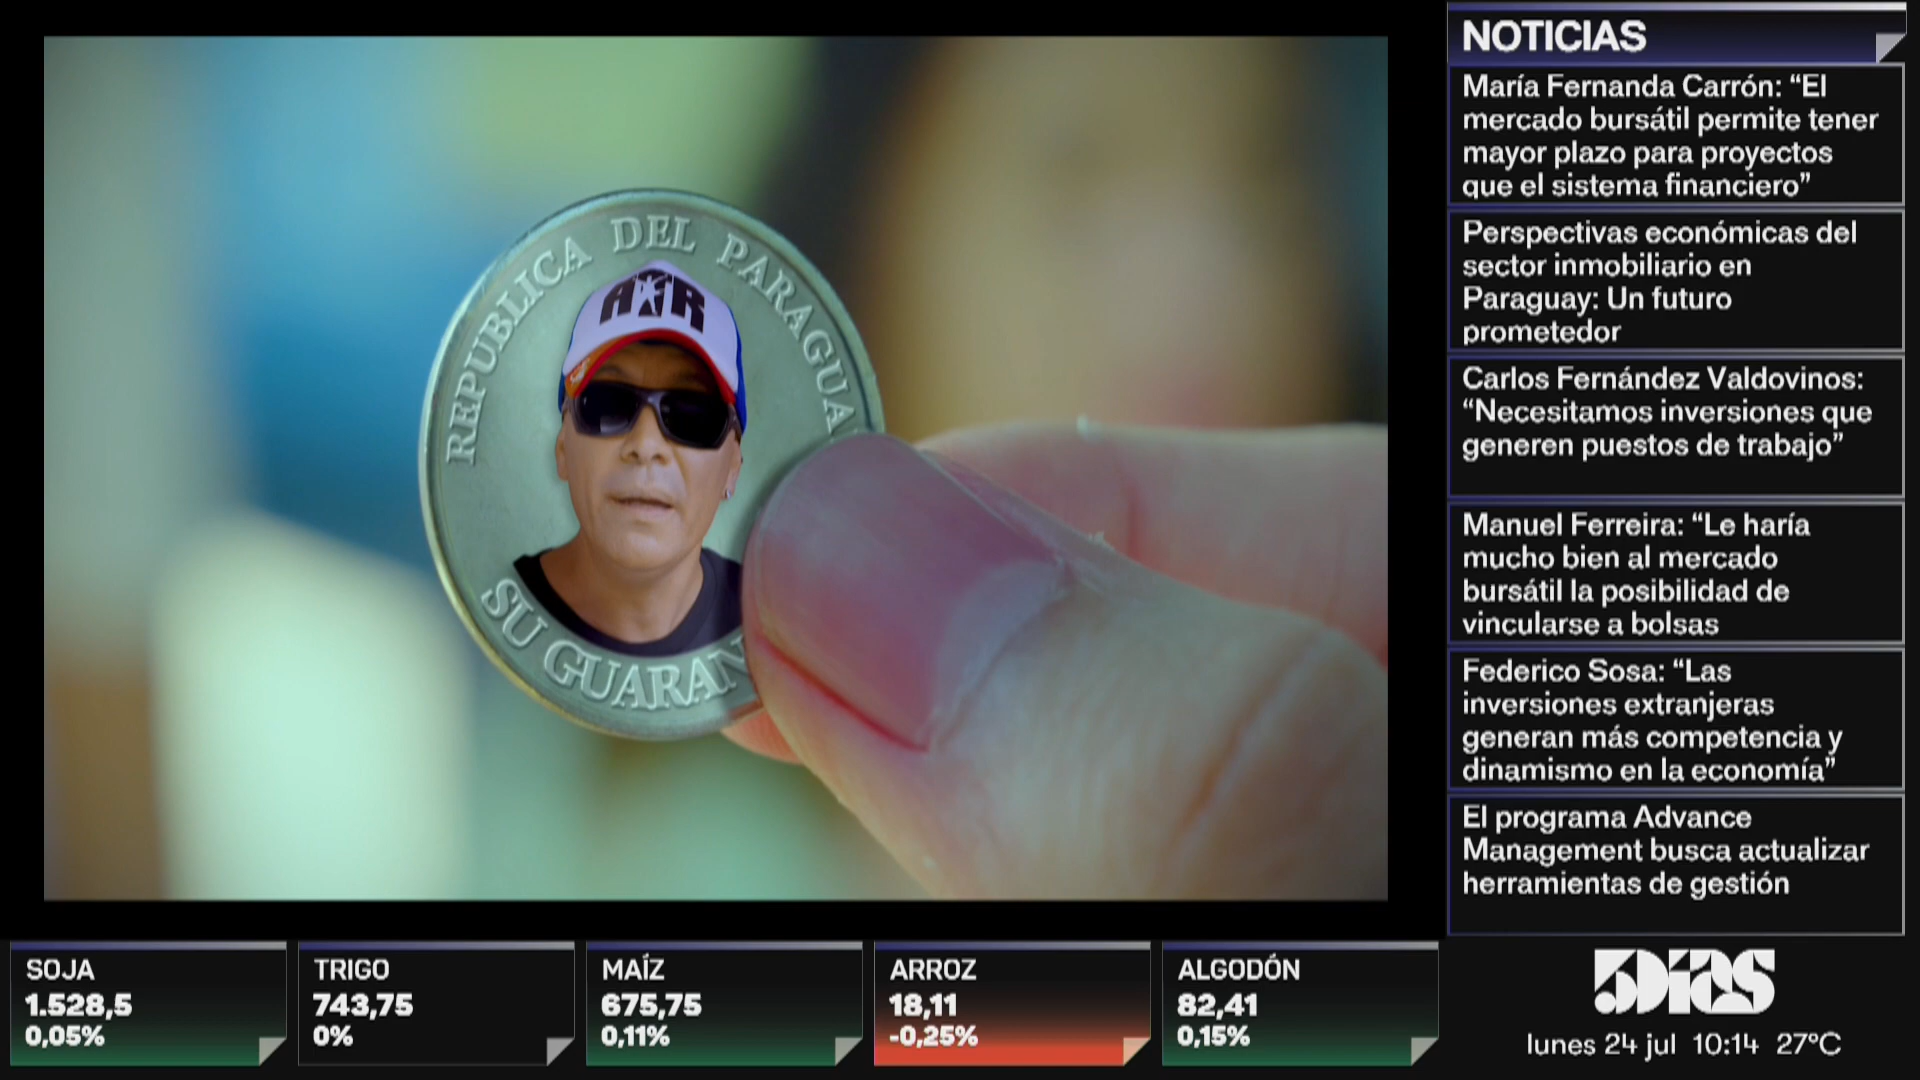 REPUBLICA DEL PARAGUA
AR
SU GUARAN
NOTICIAS
María Fernanda Carrón: “El
mercado bursátil permite tener
mayor plazo para proyectos
que el sistema financiero”
Perspectivas económicas del
sector inmobiliario en
Paraguay: Un futuro
prometedor
Carlos Fernández Valdovinos:
“Necesitamos inversiones que
generen puestos de trabajo”
Manuel Ferreira: “Le haría
mucho bien al mercado
bursátil la posibilidad de
vincularse a bolsas
Federico Sosa: “Las
inversiones extranjeras
generan más competencia y
dinamismo en la economía”
El programa Advance
Management busca actualizar
herramientas de gestión
SOJA
1.528,5
0,05%
TRIGO
743,75
0%
MAÍZ
675,75
0,11%
ARROZ
18,11
-0,25%
ALGODÓN
82,41
0,15%
5Días
lunes 24 jul 10:14 27°C